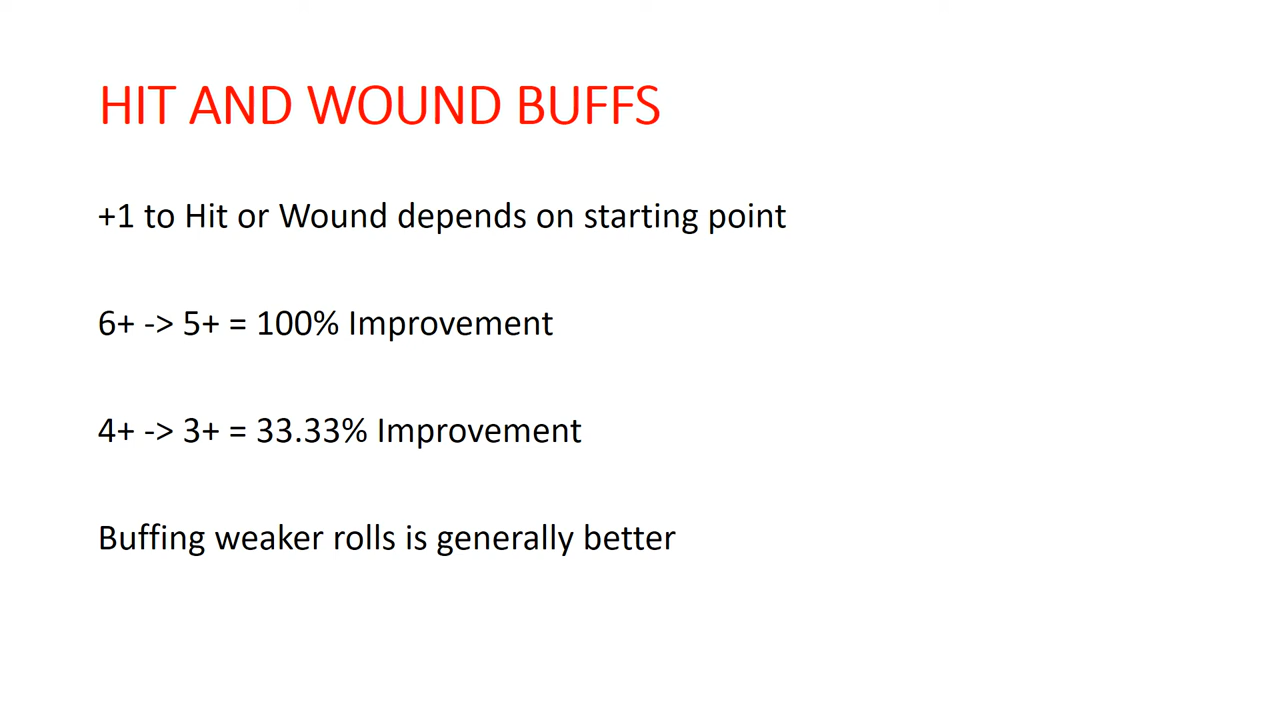 HIT AND WOUND BUFFS
+1 to Hit or Wound depends on starting point
6+ -> 5+ = 100% Improvement
4+ -> 3+ = 33.33% Improvement
Buffing weaker rolls is generally better